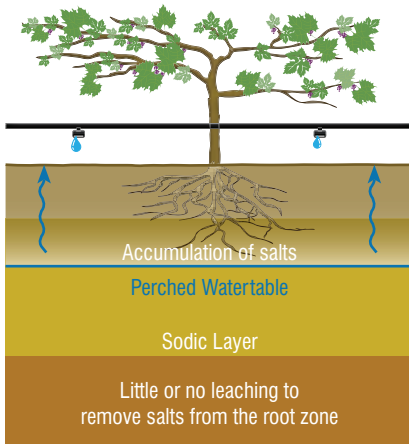 Accumulation of salts
Perched Watertable
Sodic Layer
Little or no leaching to
remove salts from the root zone